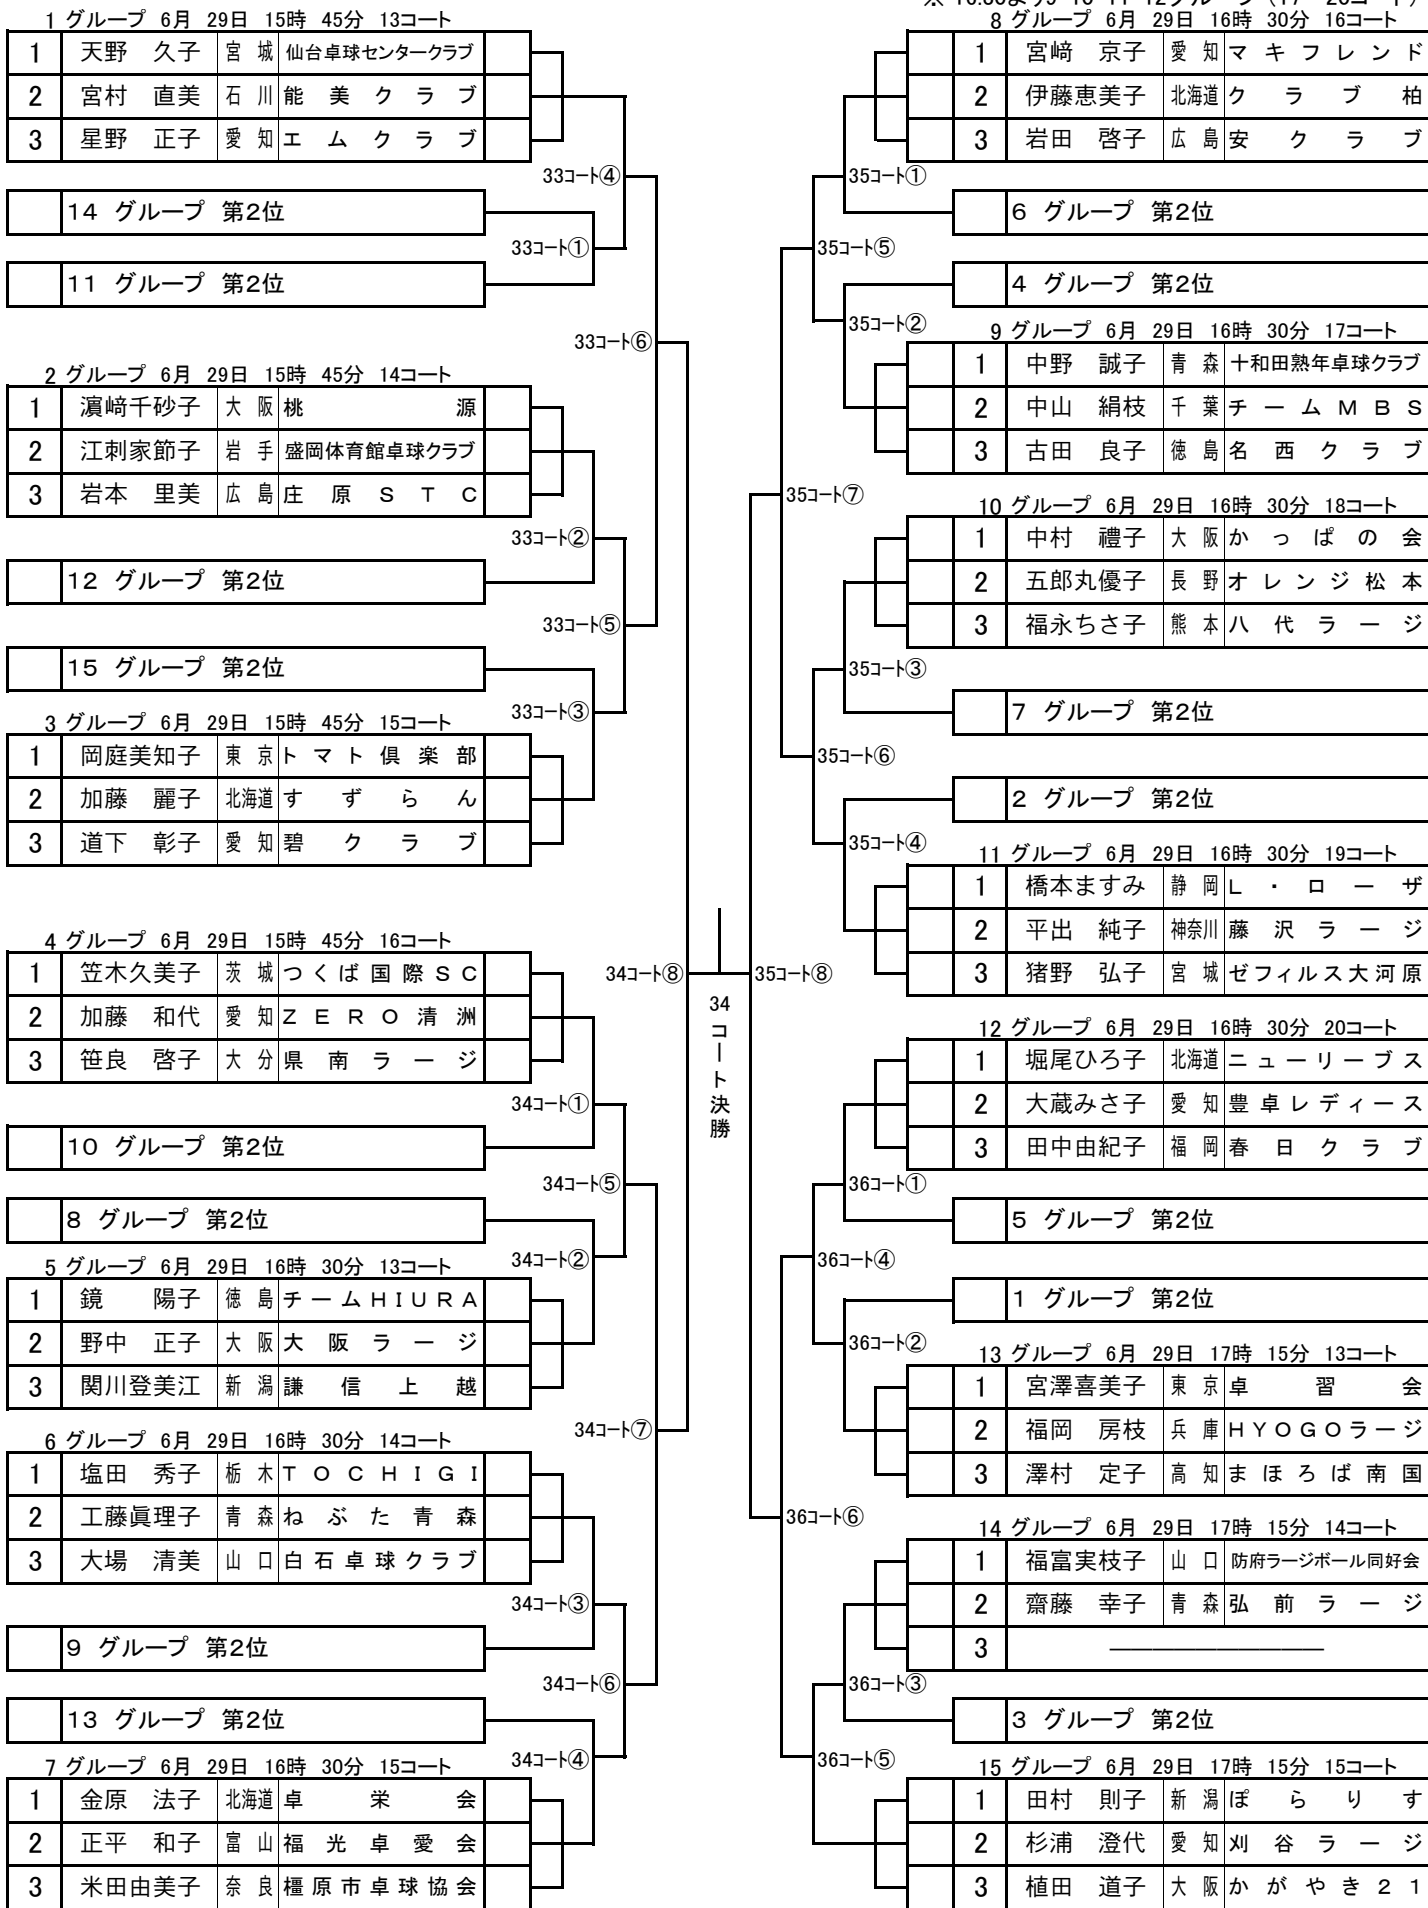 1 グループ 6月 29日 15時 45分 13コート
1 天野 久子 宮城 仙台卓球センタークラブ
2 宮村 直美 石川 能美クラブ
3 星野 正子 愛知 エムクラブ
33コート④
14 グループ 第2位
33コート①
11 グループ 第2位
33コート⑥
2 グループ 6月 29日 15時 45分 14コート
1 濵﨑千砂子 大阪 桃源
2 江刺家節子 岩手 盛岡体育館卓球クラブ
3 岩本 里美 広島 庄原STC
33コート②
12 グループ 第2位
33コート⑤
15 グループ 第2位
33コート③
3 グループ 6月 29日 15時 45分 15コート
1 岡庭美知子 東京 トマト倶楽部
2 加藤 麗子 北海道 すずらん
3 道下 彰子 愛知 碧クラブ
4 グループ 6月 29日 15時 45分 16コート
1 笠木久美子 茨城 つくば国際SC
2 加藤 和代 愛知 ZERO清洲
3 笹良 啓子 大分 県南ラージ
34コート⑧
34コート①
10 グループ 第2位
34コート⑤
8 グループ 第2位
34コート②
5 グループ 6月 29日 16時 30分 13コート
1 鏡 陽子 徳島 チームHIURA
2 野中 正子 大阪 大阪ラージ
3 関川登美江 新潟 謙信上越
34コート⑦
6 グループ 6月 29日 16時 30分 14コート
1 塩田 秀子 栃木 TOCHIGI
2 工藤眞理子 青森 ねぶた青森
3 大場 清美 山口 白石卓球クラブ
34コート③
9 グループ 第2位
34コート⑥
13 グループ 第2位
34コート④
7 グループ 6月 29日 16時 30分 15コート
1 金原 法子 北海道 卓栄会
2 正平 和子 富山 福光卓愛会
3 米田由美子 奈良 橿原市卓球協会
34コート決勝
8 グループ 6月 29日 16時 30分 16コート
1 宮﨑 京子 愛知 マキフレンド
2 伊藤恵美子 北海道 クラブ柏
3 岩田 啓子 広島 安クラブ
35コート①
6 グループ 第2位
35コート⑤
4 グループ 第2位
35コート②
9 グループ 6月 29日 16時 30分 17コート
1 中野 誠子 青森 十和田熟年卓球クラブ
2 中山 絹枝 千葉 チームMBS
3 古田 良子 徳島 名西クラブ
35コート⑦
10 グループ 6月 29日 16時 30分 18コート
1 中村 禮子 大阪 かっぱの会
2 五郎丸優子 長野 オレンジ松本
3 福永ちさ子 熊本 八代ラージ
35コート③
7 グループ 第2位
35コート⑥
2 グループ 第2位
35コート④
11 グループ 6月 29日 16時 30分 19コート
1 橋本ますみ 静岡 L・ローザ
2 平出 純子 神奈川 藤沢ラージ
3 猪野 弘子 宮城 ゼフィルス大河原
35コート⑧
12 グループ 6月 29日 16時 30分 20コート
1 堀尾ひろ子 北海道 ニューリーブス
2 大蔵みさ子 愛知 豊卓レディース
3 田中由紀子 福岡 春日クラブ
36コート①
5 グループ 第2位
36コート④
1 グループ 第2位
36コート②
13 グループ 6月 29日 17時 15分 13コート
1 宮澤喜美子 東京 卓習会
2 福岡 房枝 兵庫 HYOGOラージ
3 澤村 定子 高知 まほろば南国
36コート⑥
14 グループ 6月 29日 17時 15分 14コート
1 福富実枝子 山口 防府ラージボール同好会
2 齋藤 幸子 青森 弘前ラージ
3 ――――――――――
36コート③
3 グループ 第2位
36コート⑤
15 グループ 6月 29日 17時 15分 15コート
1 田村 則子 新潟 ぽらりす
2 杉浦 澄代 愛知 刈谷ラージ
3 植田 道子 大阪 かがやき21